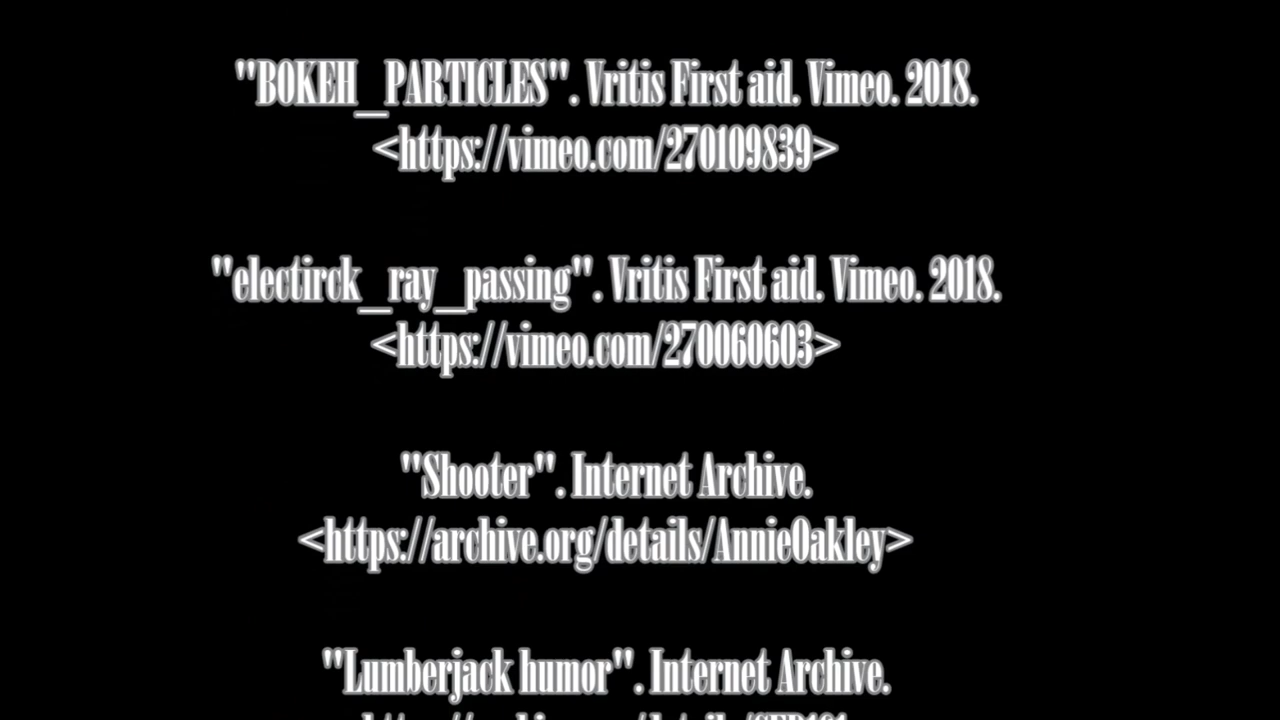 "BOKEH_PARTICLES". Vritis First aid. Vimeo. 2018.
<https://vimeo.com/270109839>
"electirck_ray_passing". Vritis First aid. Vimeo. 2018.
<https://vimeo.com/270060603>
"Shooter". Internet Archive.
<https://archive.org/details/AnnieOakley>
"Lumberjack humor". Internet Archive.